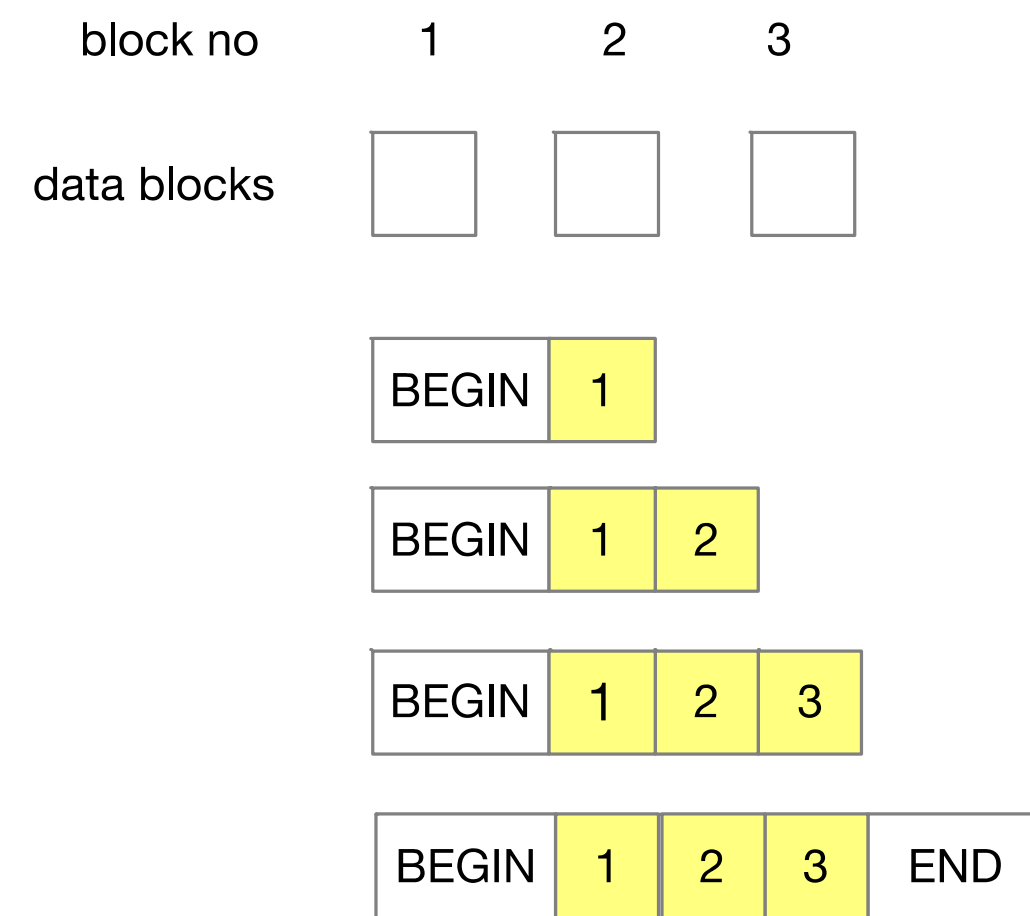 block no 1 2 3
data blocks
BEGIN 1
BEGIN 1 2
BEGIN 1 2 3
BEGIN 1 2 3 END